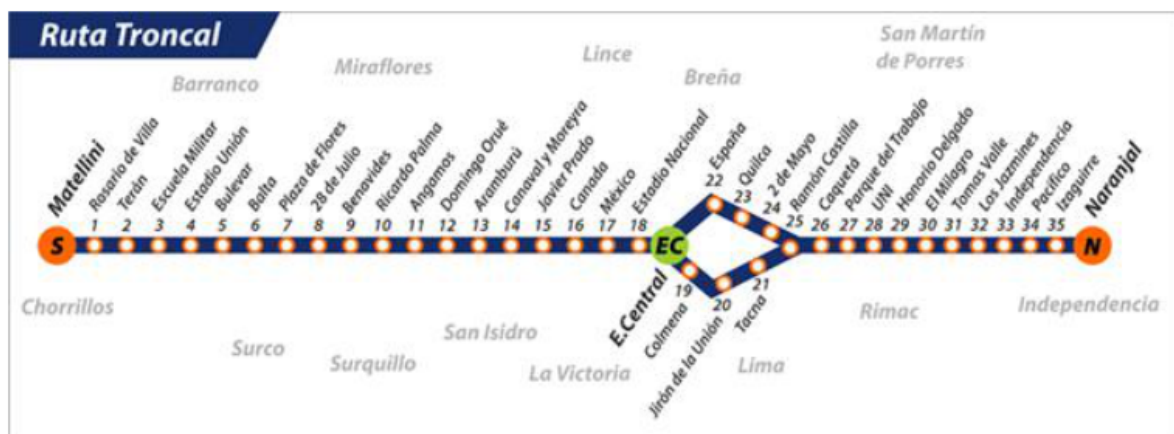 Ruta Troncal
San Martín
de Porres
Lince
Miraflores
Breña
Barranco
Matellini
Rosario de Villa
Terán
Escuela Militar
Estadio Unión
Bulevar
Balta
Plaza de Flores
28 de Julio
Benavides
Ricardo Palma
Angamos
Domingo Orué
Aramburú
Canaval y Moreyra
Javier Prado
Canada
México
Estadio Nacional
España
Quilca
2 de Mayo
Ramón Castilla
Caquetá
Parque del Trabajo
UNI
Honorio Delgado
El Milagro
Tomas Valle
Los Jazmines
Independencia
Pacífico
Izaguirre
Naranjal
22
23
24
1 2 3 4 5 6 7 8 9 10 11 12 13 14 15 16 17 18 25 26 27 28 29 30 31 32 33 34 35
S EC N
19
20
21
E.Central
Colmena
Jirón de la Unión
Tacna
Chorrillos
Surco
Surquillo
San Isidro
La Victoria
Lima
Rimac
Independencia